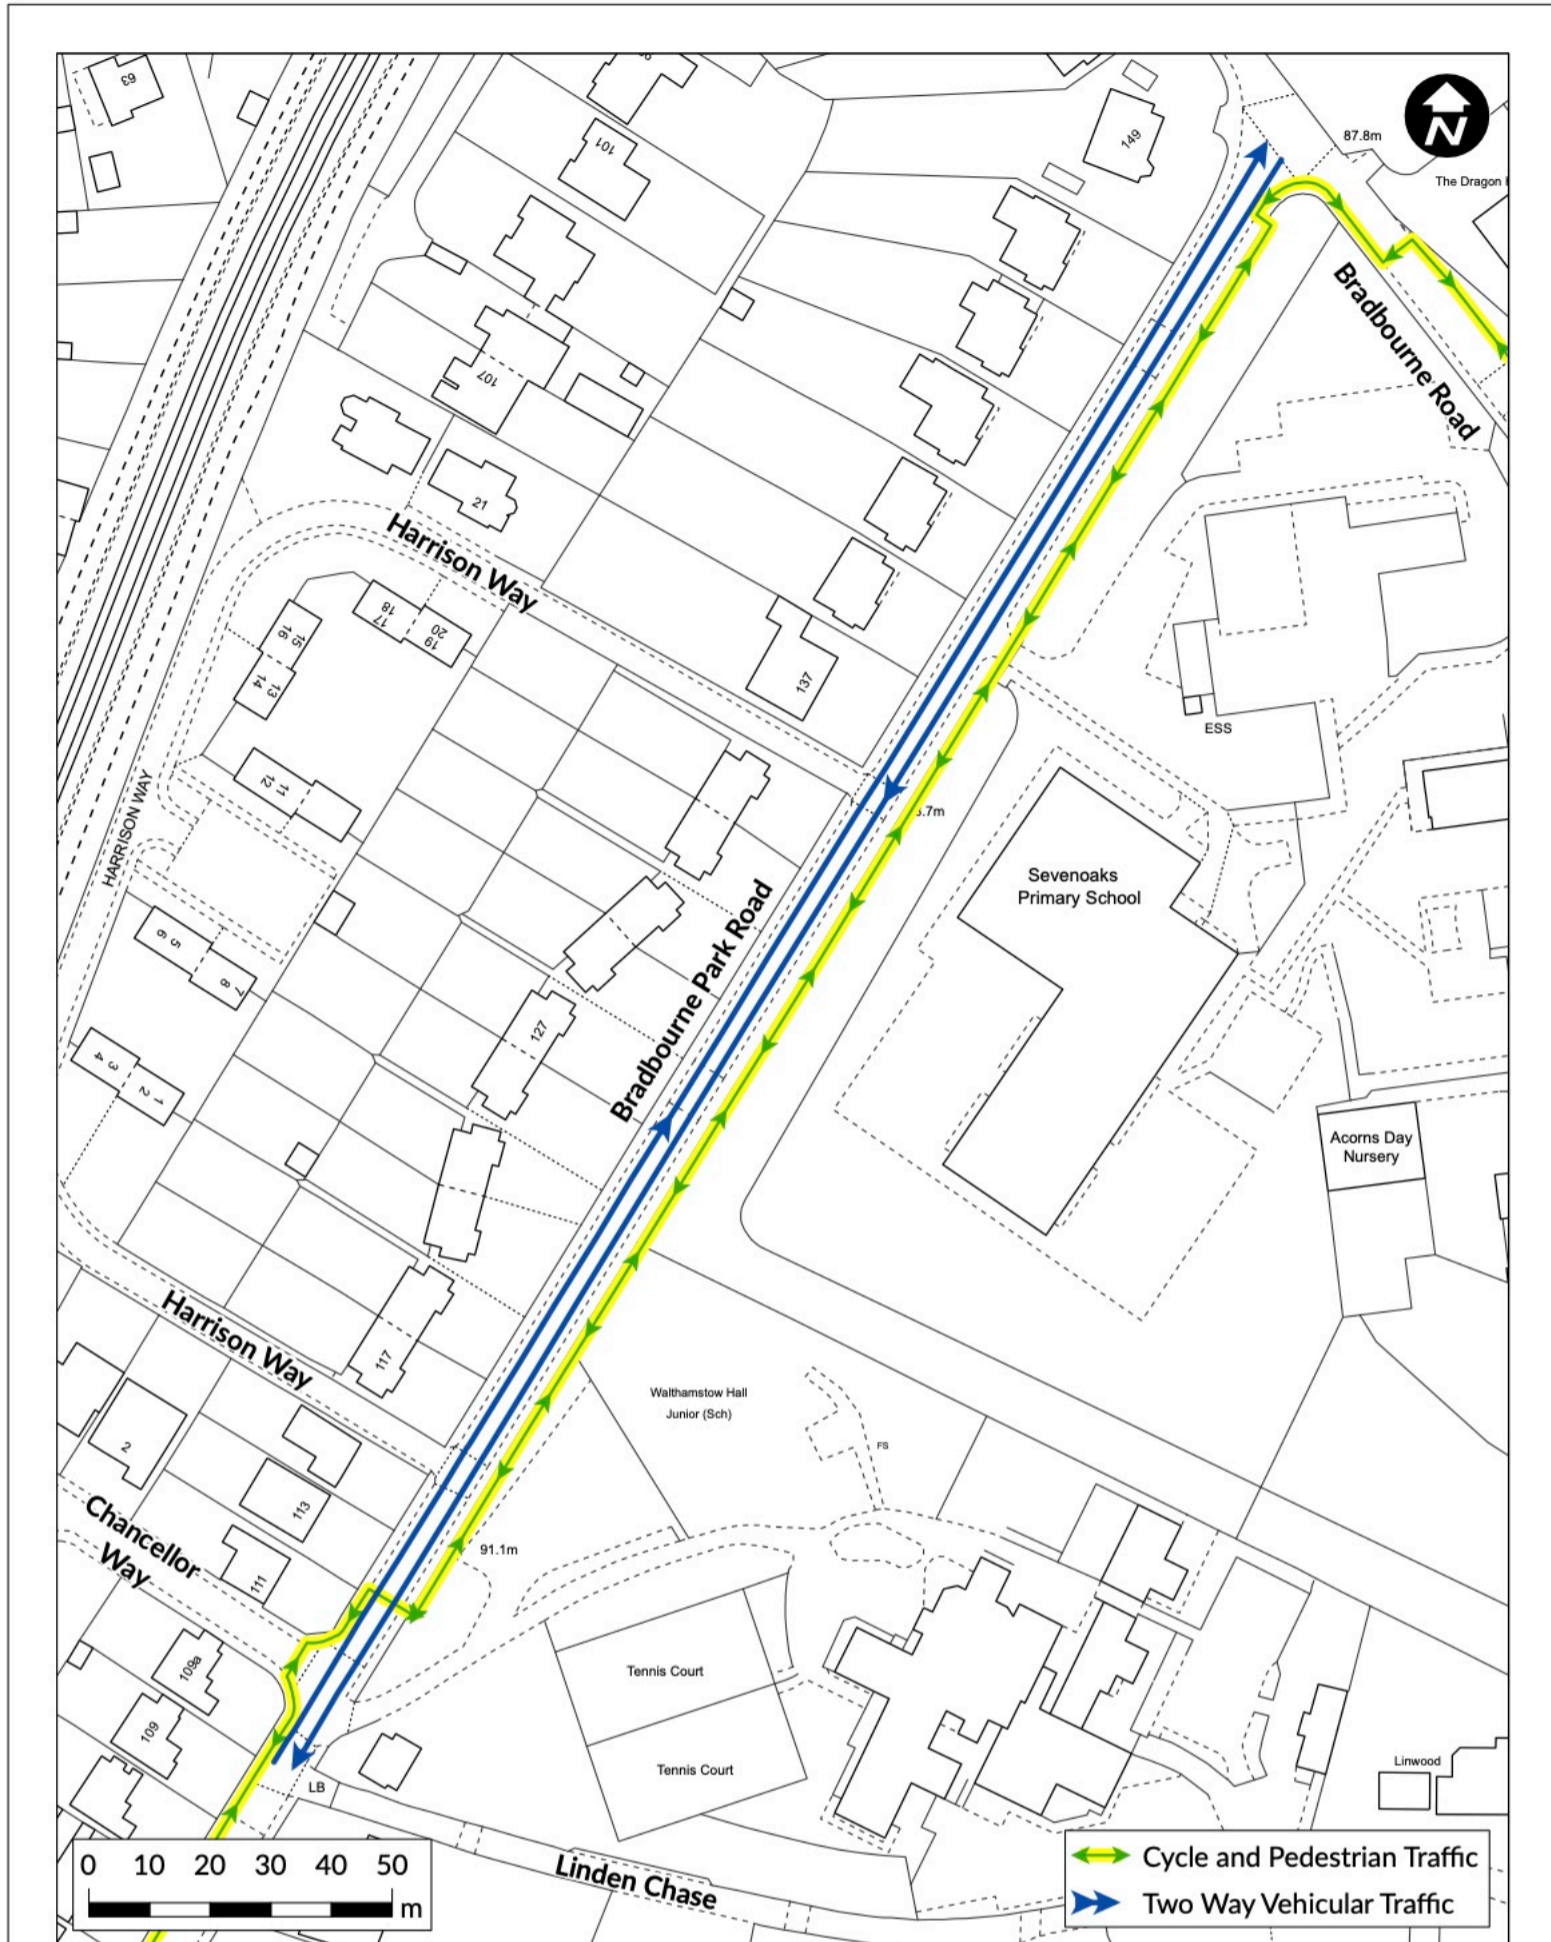 63
101
149
N
87.8m
The Dragon
Bradbourne Road
107
21
Harrison Way
18
17
20
19
16
15
14
13
137
ESS
12
11
HARRISON WAY
.7m
Sevenoaks
Primary School
Bradbourne Park Road
6
5
8
7
127
4
3
2
1
Acorns Day
Nursery
Harrison Way
117
Walthamstow Hall
Junior (Sch)
FS
2
113
Chancellor
Way
111
91.1m
109a
109
Tennis Court
Tennis Court
LB
Linwood
Linden Chase
0 10 20 30 40 50
m
Cycle and Pedestrian Traffic
Two Way Vehicular Traffic